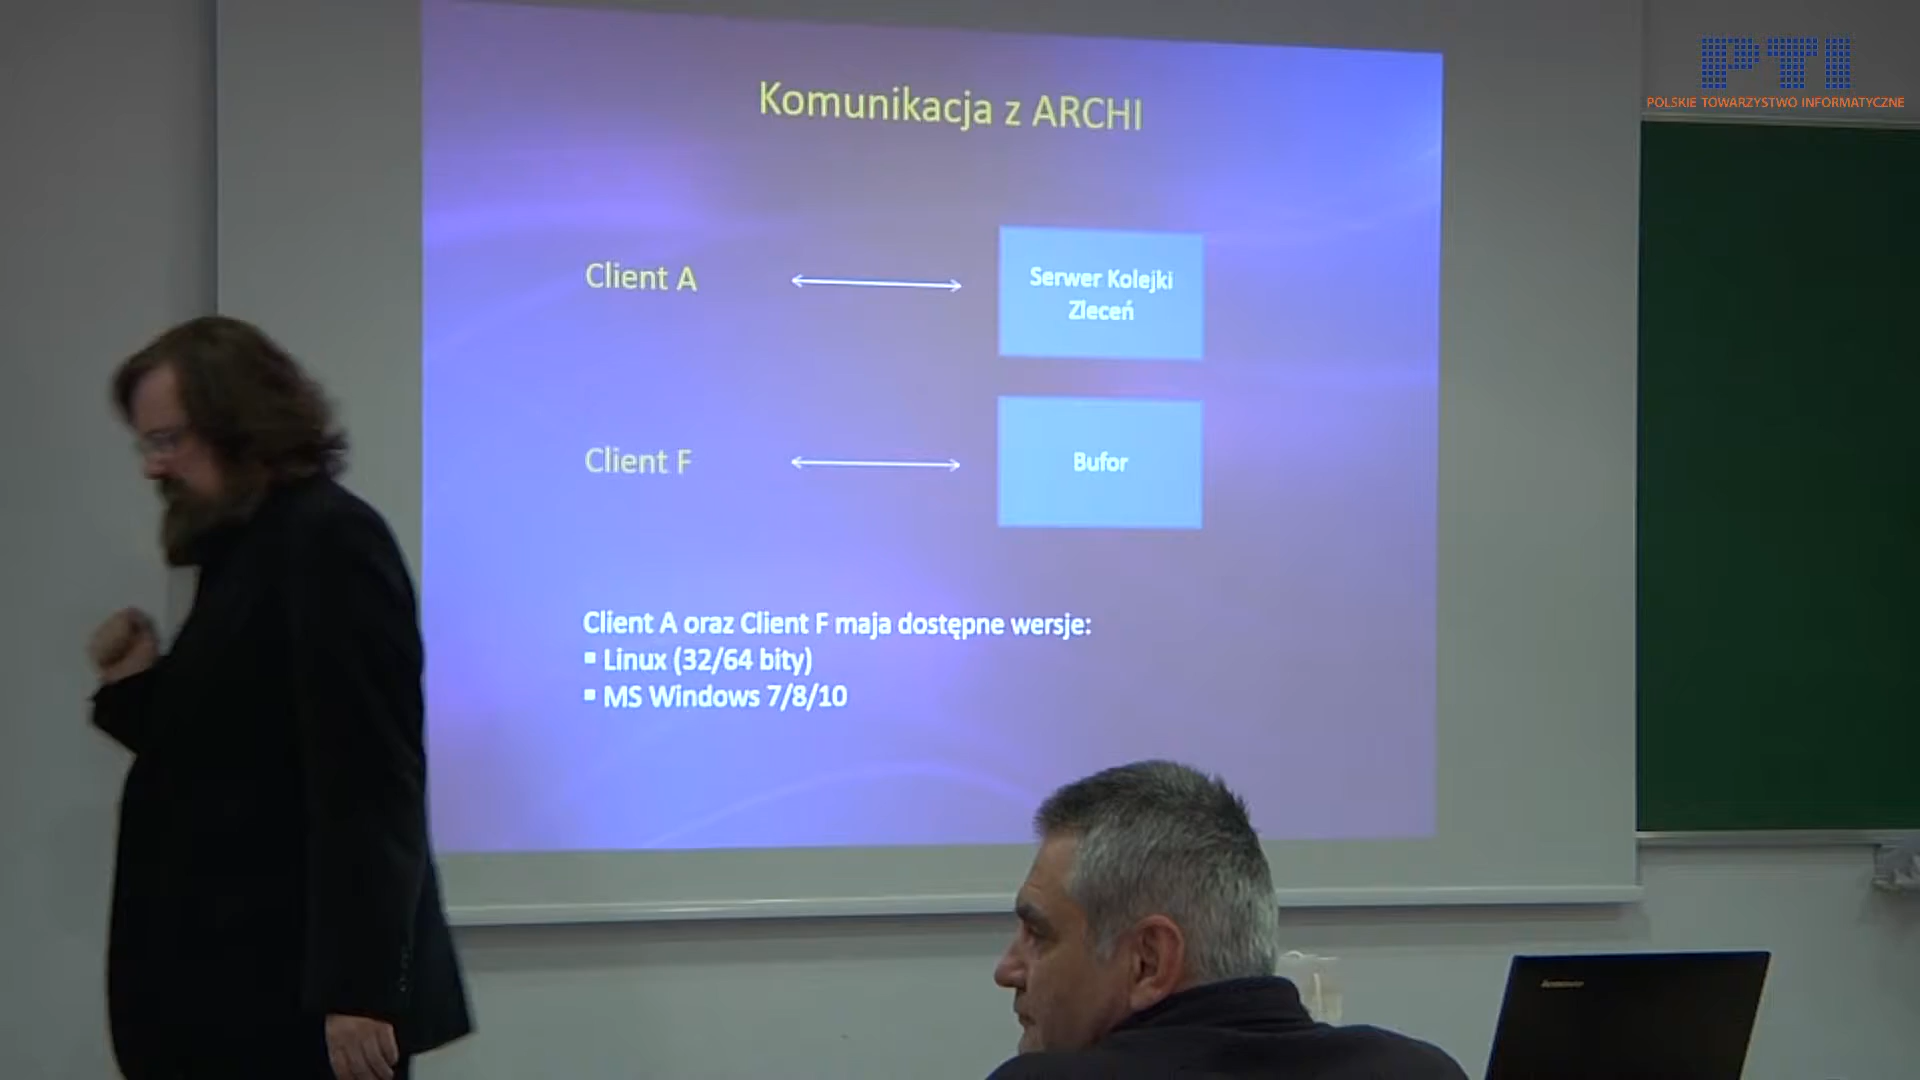 PTI
POLSKIE TOWARZYSTWO INFORMATYCZNE
Komunikacja z ARCHI
Client A
Serwer Kolejki
Zleceń
Client F
Bufor
Client A oraz Client F maja dostępne wersje:
▪ Linux (32/64 bity)
▪ MS Windows 7/8/10
lenovo